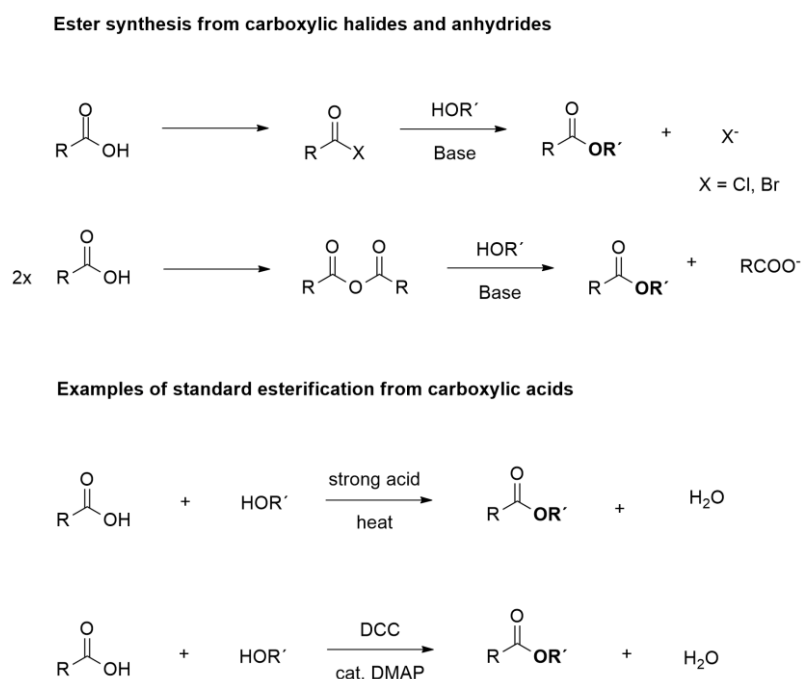 Ester synthesis from carboxylic halides and anhydrides
O
R OH
O
R X
HOR´
Base
O
R OR´
+
X-
X = Cl, Br
2x
O
R OH
O O
R O R
HOR´
Base
O
R OR´
+
RCOO-
Examples of standard esterification from carboxylic acids
O
R OH
+
HOR´
strong acid
heat
O
R OR´
+
H2O
O
R OH
+
HOR´
DCC
cat. DMAP
O
R OR´
+
H2O